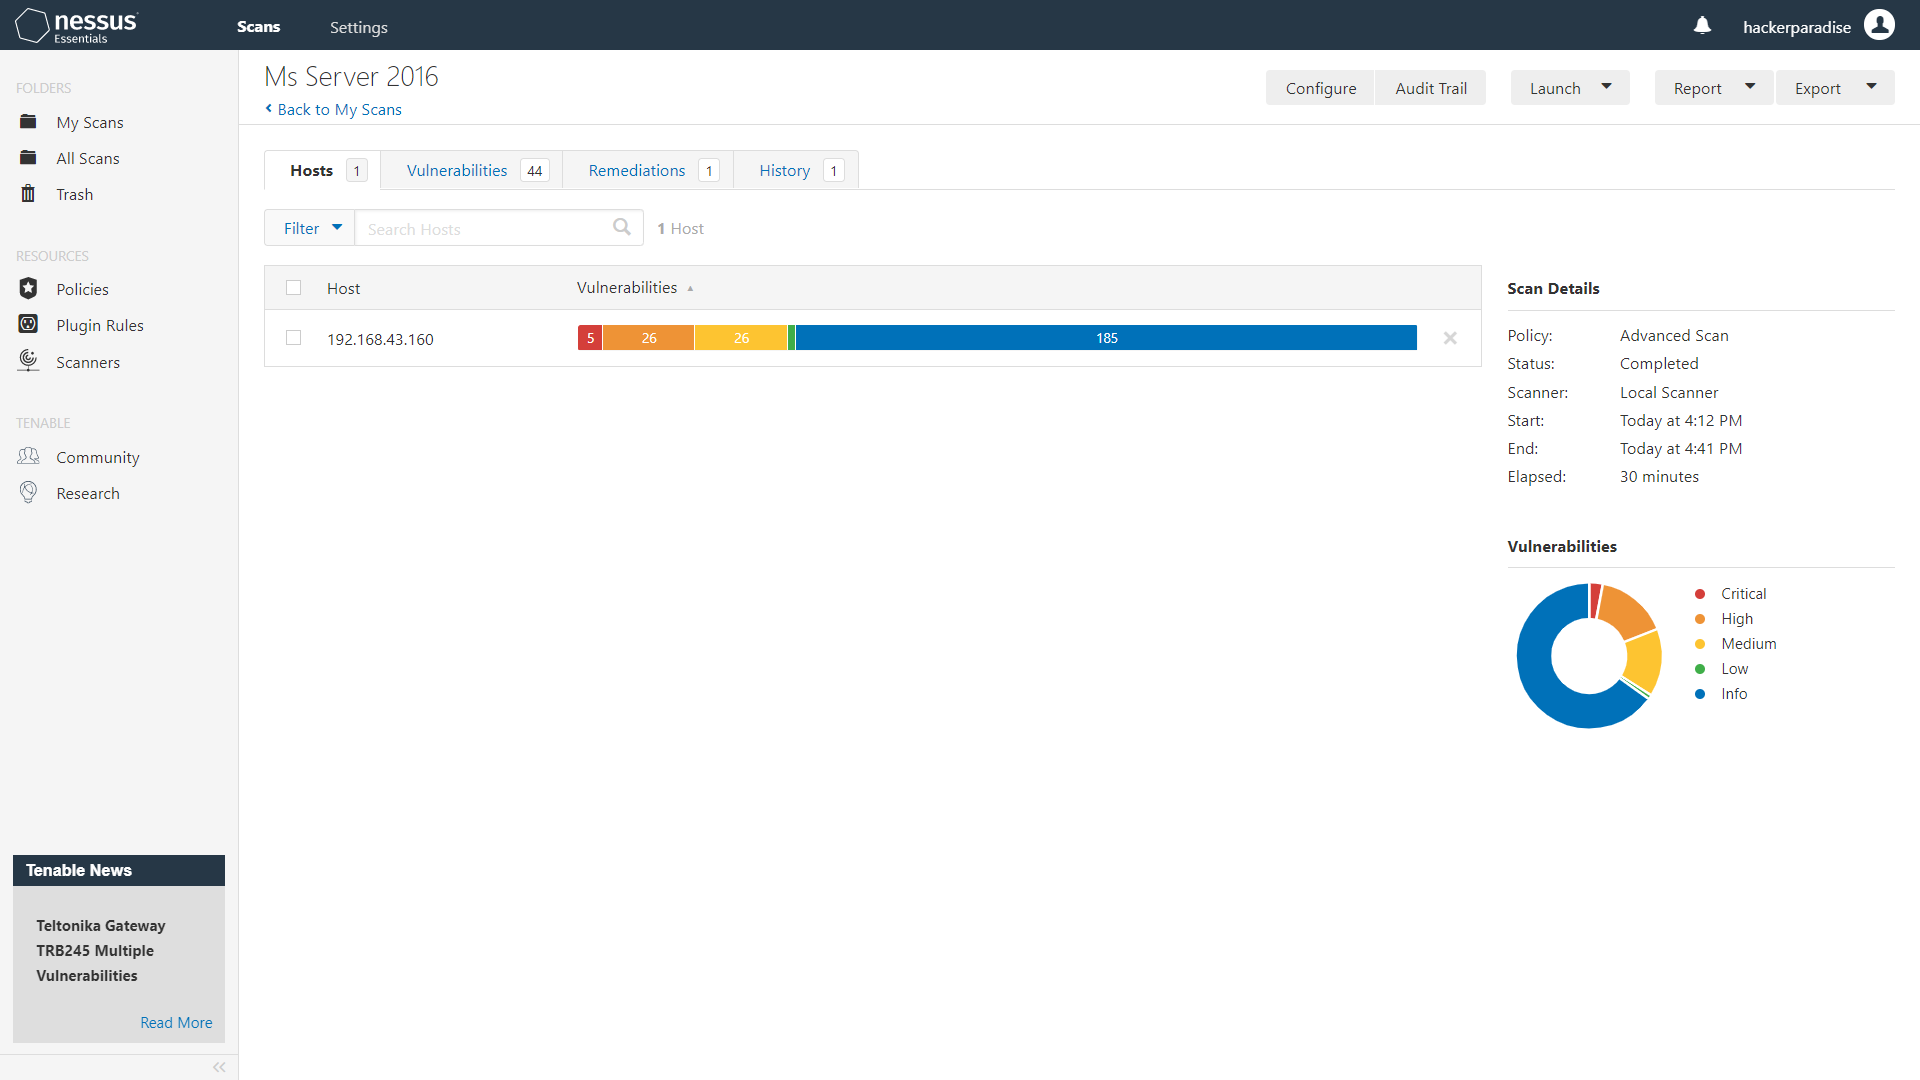 nessus
Essentials
Scans
Settings
hackerparadise
FOLDERS
My Scans
All Scans
Trash
RESOURCES
Policies
Plugin Rules
Scanners
TENABLE
Community
Research
Tenable News
Teltonika Gateway
TRB245 Multiple
Vulnerabilities
Read More
Ms Server 2016
Back to My Scans
Configure
Audit Trail
Launch
Report
Export
Hosts 1
Vulnerabilities 44
Remediations 1
History 1
Filter
Search Hosts
1 Host
Host Vulnerabilities
192.168.43.160 5 26 26 185
Scan Details
Policy: Advanced Scan
Status: Completed
Scanner: Local Scanner
Start: Today at 4:12 PM
End: Today at 4:41 PM
Elapsed: 30 minutes
Vulnerabilities
Critical
High
Medium
Low
Info